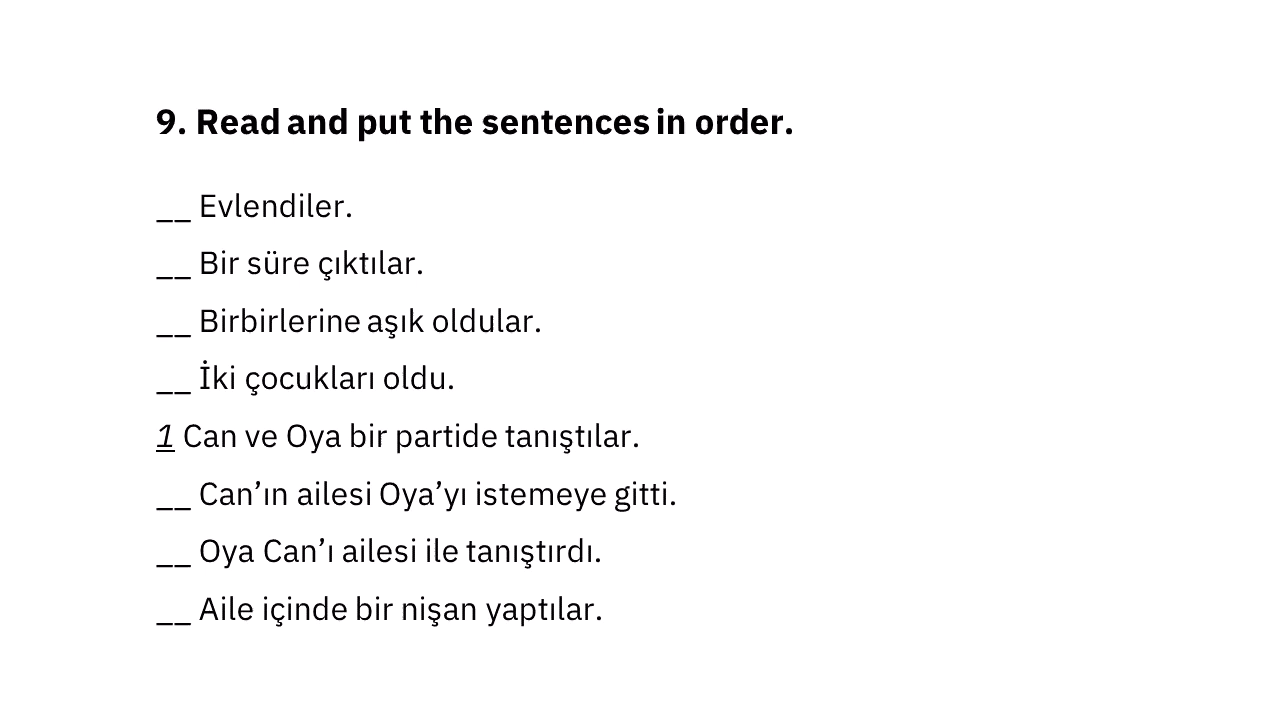 9. Read and put the sentences in order.
__ Evlendiler.
__ Bir süre çıktılar.
__ Birbirlerine aşık oldular.
__ İki çocukları oldu.
1 Can ve Oya bir partide tanıştılar.
__ Can’ın ailesi Oya’yı istemeye gitti.
__ Oya Can’ı ailesi ile tanıştırdı.
__ Aile içinde bir nişan yaptılar.